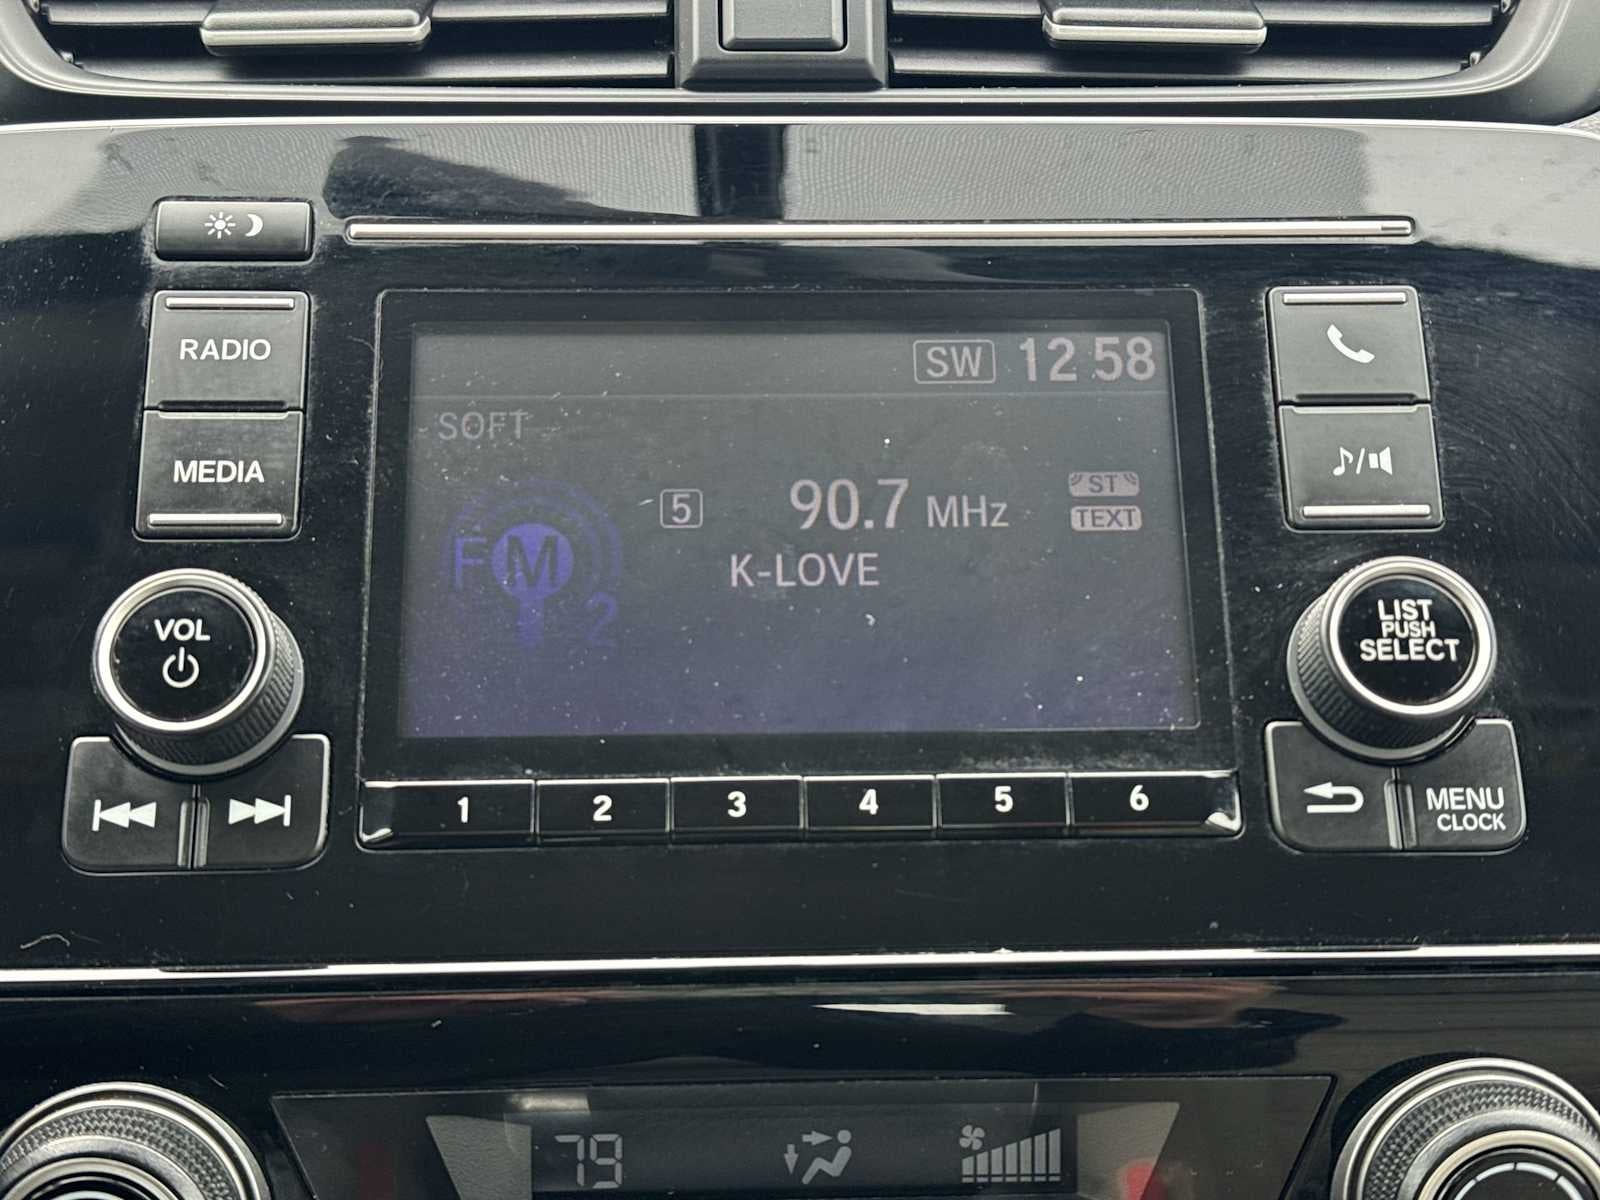 RADIO
MEDIA
SW 12 58
SOFT
5 90.7 MHz ST
TEXT
FM 2
K-LOVE
VOL
LIST
PUSH
SELECT
1 2 3 4 5 6
MENU
CLOCK
79